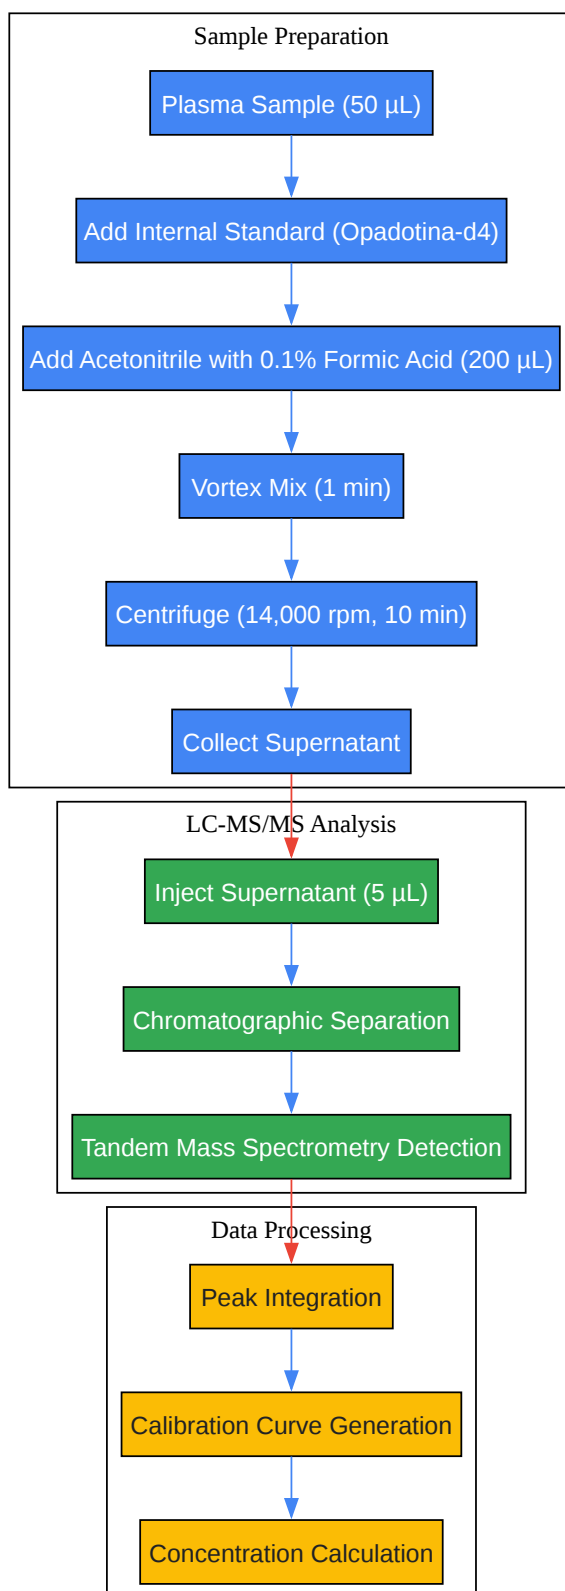 Sample Preparation
Plasma Sample (50 µL)
Add Internal Standard (Opadotina-d4)
Add Acetonitrile with 0.1% Formic Acid (200 µL)
Vortex Mix (1 min)
Centrifuge (14,000 rpm, 10 min)
Collect Supernatant
LC-MS/MS Analysis
Inject Supernatant (5 µL)
Chromatographic Separation
Tandem Mass Spectrometry Detection
Data Processing
Peak Integration
Calibration Curve Generation
Concentration Calculation